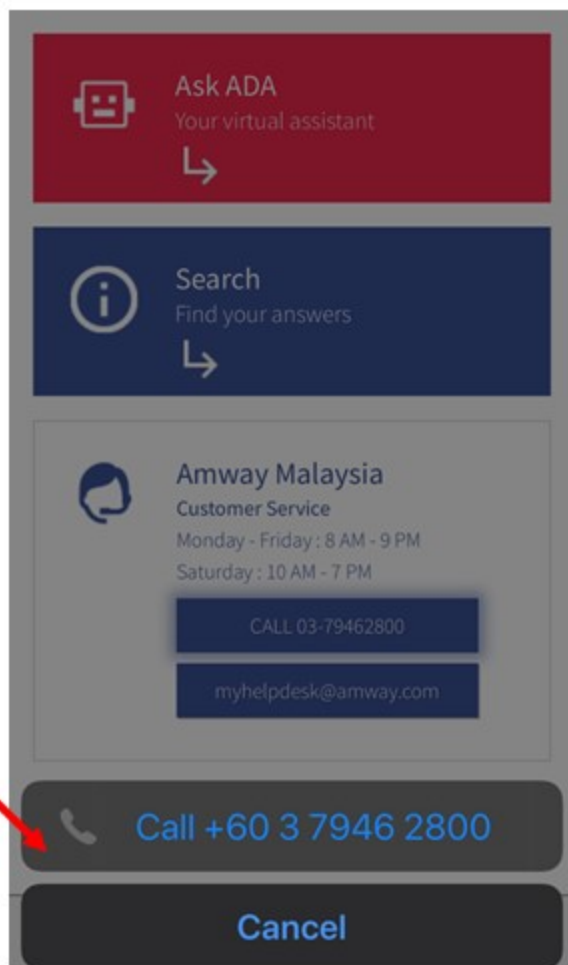 Ask ADA
Your virtual assistant
Search
Find your answers
Amway Malaysia
Customer Service
Monday - Friday : 8 AM - 9 PM
Saturday : 10 AM - 7 PM
CALL 03-79462800
myhelpdesk@amway.com
Call +60 3 7946 2800
Cancel